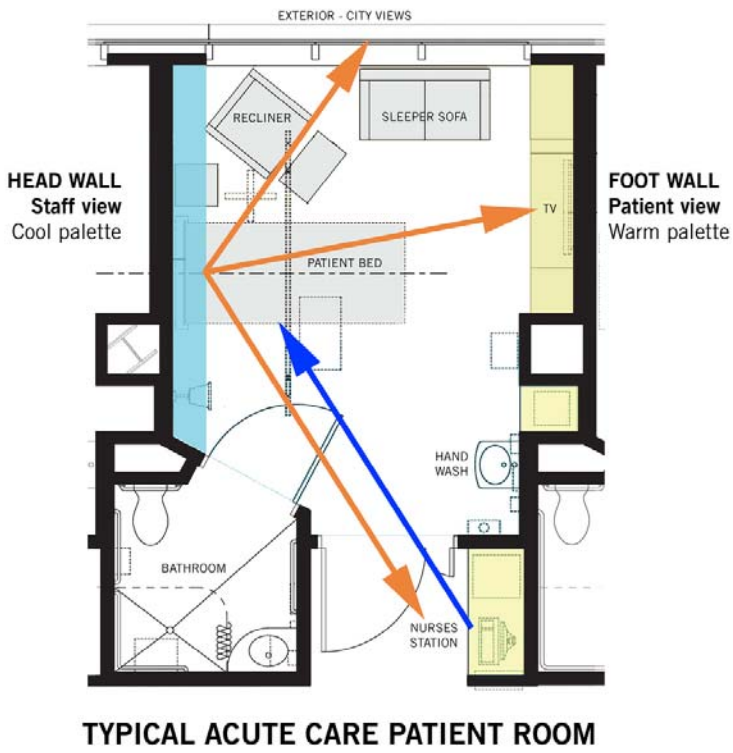 EXTERIOR - CITY VIEWS
RECLINER
SLEEPER SOFA
HEAD WALL
Staff view
Cool palette
TV
FOOT WALL
Patient view
Warm palette
PATIENT BED
HAND
WASH
BATHROOM
NURSES
STATION
TYPICAL ACUTE CARE PATIENT ROOM